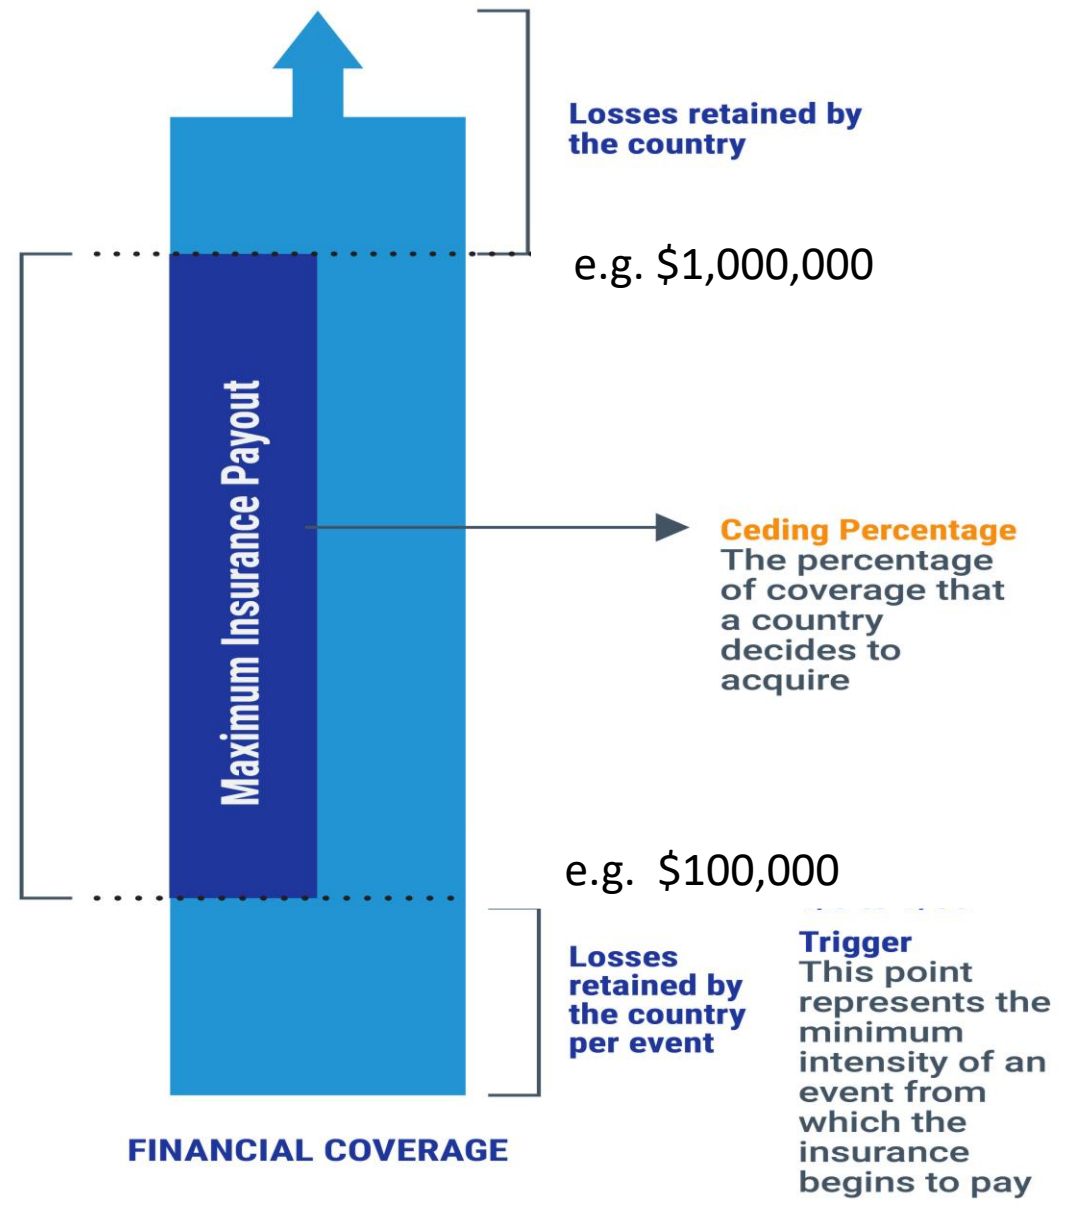 Losses retained by
the country
e.g. $1,000,000
Maximum Insurance Payout
Ceding Percentage
The percentage
of coverage that
a country
decides to
acquire
e.g.  $100,000
Losses
retained by
the country
per event
Trigger
This point
represents the
minimum
intensity of an
event from
which the
insurance
begins to pay
FINANCIAL COVERAGE